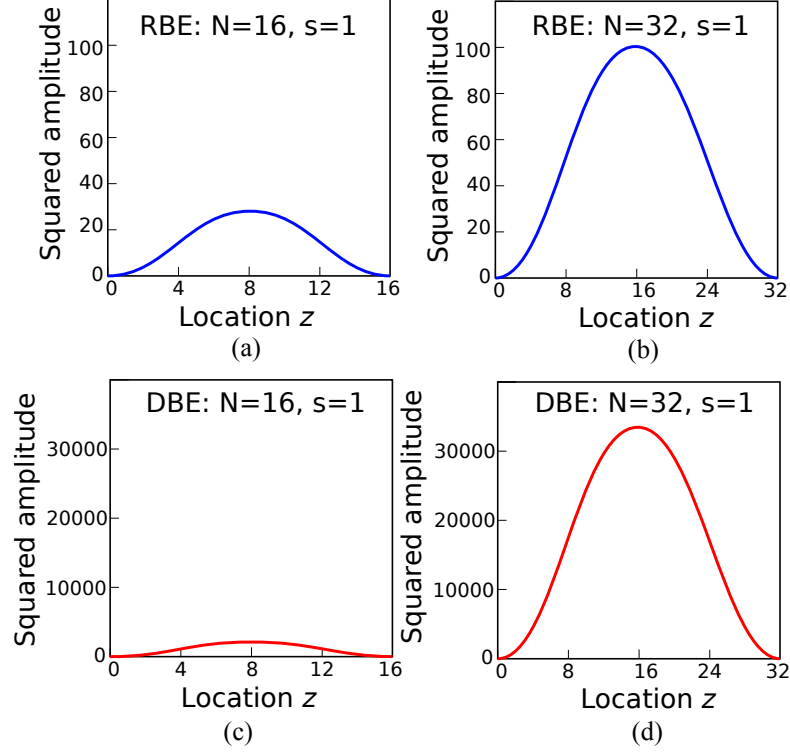 RBE: N=16, s=1
Squared amplitude
100
80
60
40
20
0
0 4 8 12 16
Location z
(a)
RBE: N=32, s=1
Squared amplitude
100
80
60
40
20
0
0 8 16 24 32
Location z
(b)
DBE: N=16, s=1
Squared amplitude
30000
20000
10000
0
0 4 8 12 16
Location z
(c)
DBE: N=32, s=1
Squared amplitude
30000
20000
10000
0
0 8 16 24 32
Location z
(d)